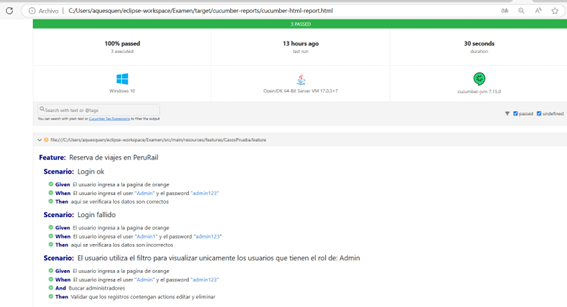 Archivo | C:/Users/aquesquen/eclipse-workspace/Examen/target/cucumber-reports/cucumber-html-report.html
3 PASSED
100% passed
3 executed
13 hours ago
last run
30 seconds
duration
Windows 10
OpenJDK 64-Bit Server VM 17.0.3+7
cucumber-jvm 7.15.0
Search with text or @tags
You can search with plain text or Cucumber Tag Expressions to filter the output
passed
undefined
file:///C:/Users/aquesquen/eclipse-workspace/Examen/src/main/resources/features/CasosPrueba.feature
Feature: Reserva de viajes en PeruRail
Scenario: Login ok
Given El usuario ingresa a la pagina de orange
When El usuario ingresa el user "Admin" y el password "admin123"
Then aqui se verificara los datos son correctos
Scenario: Login fallido
Given El usuario ingresa a la pagina de orange
When El usuario ingresa el user "Admin1" y el password "admin123"
Then aqui se verificara los datos son incorrectos
Scenario: El usuario utiliza el filtro para visualizar unicamente los usuarios que tienen el rol de: Admin
Given El usuario ingresa a la pagina de orange
When El usuario ingresa el user "Admin" y el password "admin123"
And Buscar administradores
Then Validar que los registros contengan actions editar y eliminar